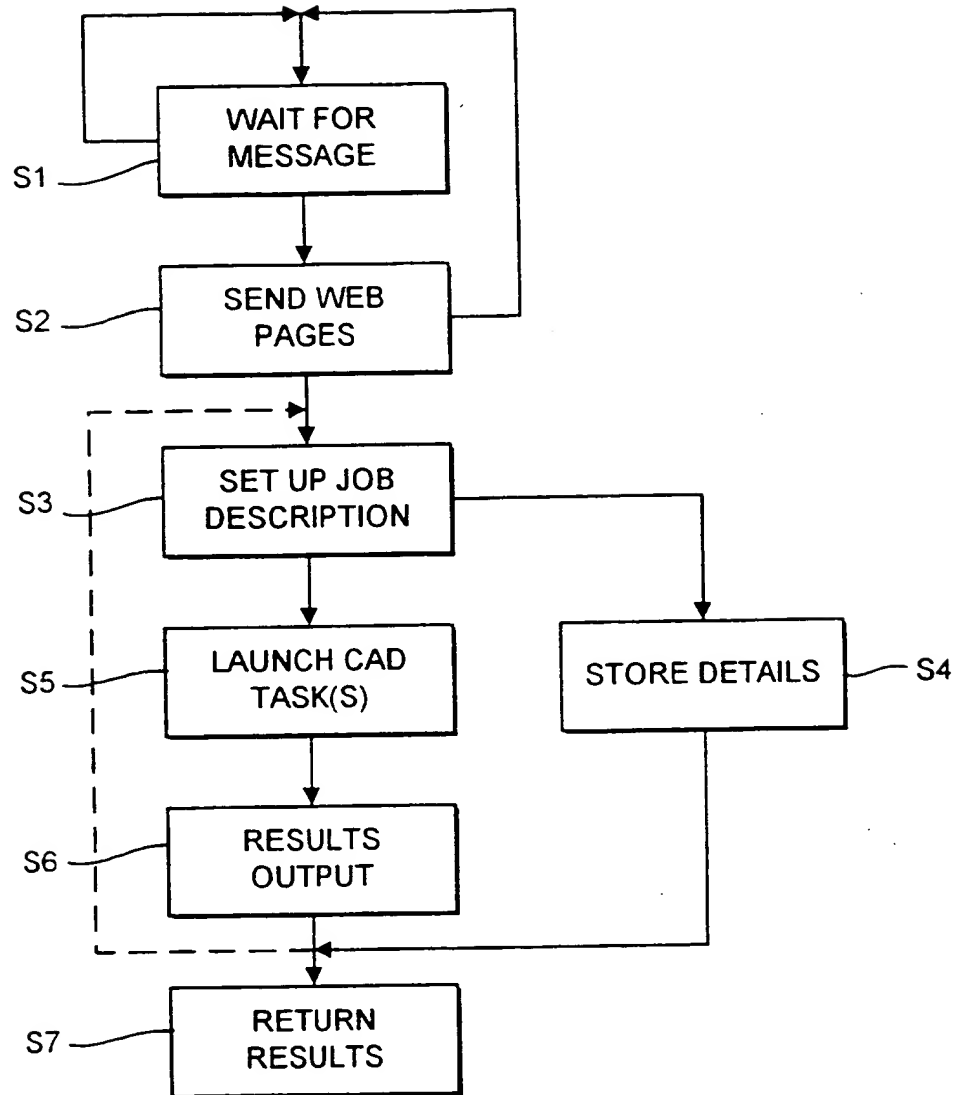 WAIT FOR
MESSAGE
S1
SEND WEB
PAGES
S2
SET UP JOB
DESCRIPTION
S3
LAUNCH CAD
TASK(S)
S5
STORE DETAILS
S4
RESULTS
OUTPUT
S6
RETURN
RESULTS
S7